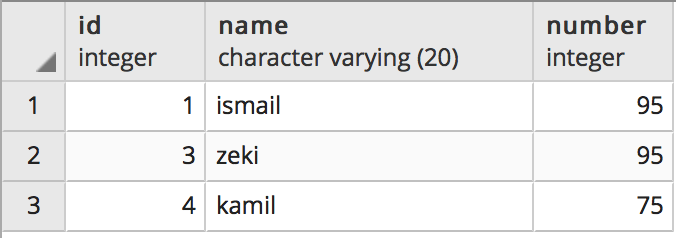 id name number
integer character varying (20) integer
1 1 ismail 95
2 3 zeki 95
3 4 kamil 75